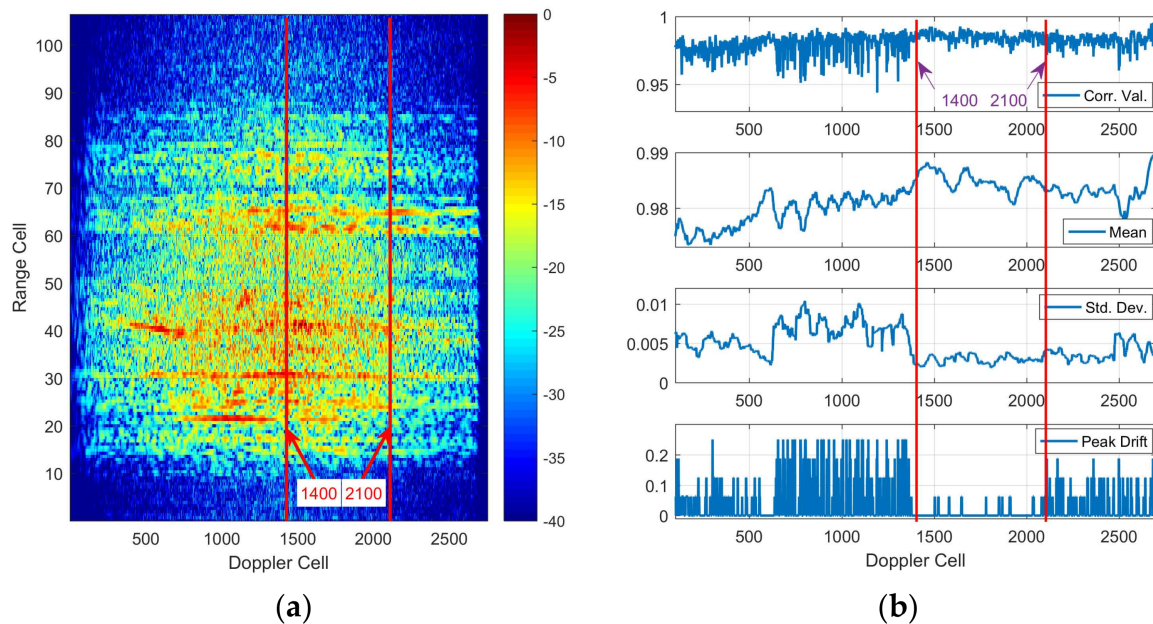 100
90
80
70
60
50
40
30
20
10
Range Cell
1400 2100
500 1000 1500 2000 2500
Doppler Cell
0
-5
-10
-15
-20
-25
-30
-35
-40
(a)
1
0.95
1400 2100
Corr. Val.
500 1000 1500 2000 2500
0.99
0.98
Mean
500 1000 1500 2000 2500
0.01
0.005
0
Std. Dev.
500 1000 1500 2000 2500
Peak Drift
0.2
0.1
0
500 1000 1500 2000 2500
Doppler Cell
(b)